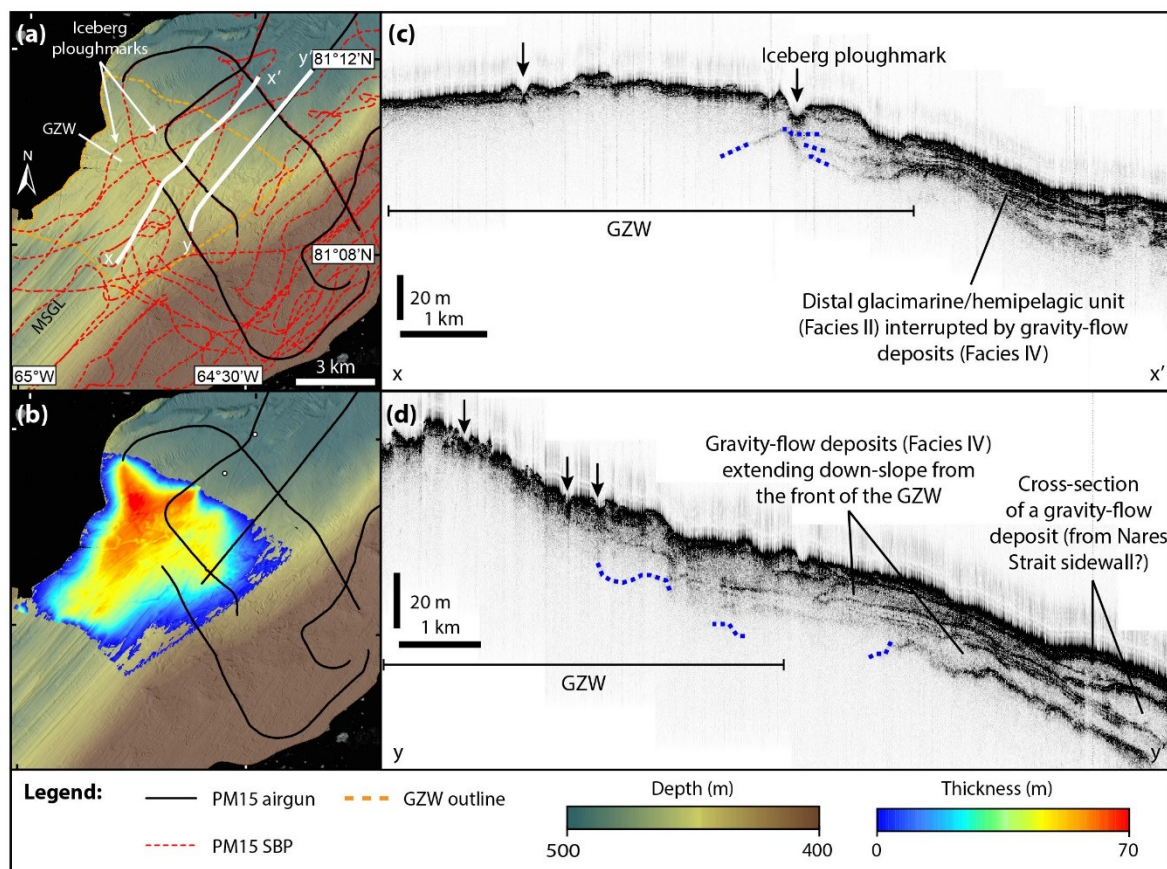 (a)
Iceberg
ploughmarks
GZW
N
x'
y'
81°12'N
x
y
81°08'N
MSGL
65°W
64°30'W
3 km
(b)
(c)
Iceberg ploughmark
GZW
20 m
1 km
Distal glacimarine/hemipelagic unit
(Facies II) interrupted by gravity-flow
deposits (Facies IV)
x
x'
(d)
Gravity-flow deposits (Facies IV)
extending down-slope from
the front of the GZW
Cross-section
of a gravity-flow
deposit (from Nares
Strait sidewall?)
20 m
1 km
GZW
y
y'
Legend:
PM15 airgun
GZW outline
PM15 SBP
Depth (m)
500
400
Thickness (m)
0
70